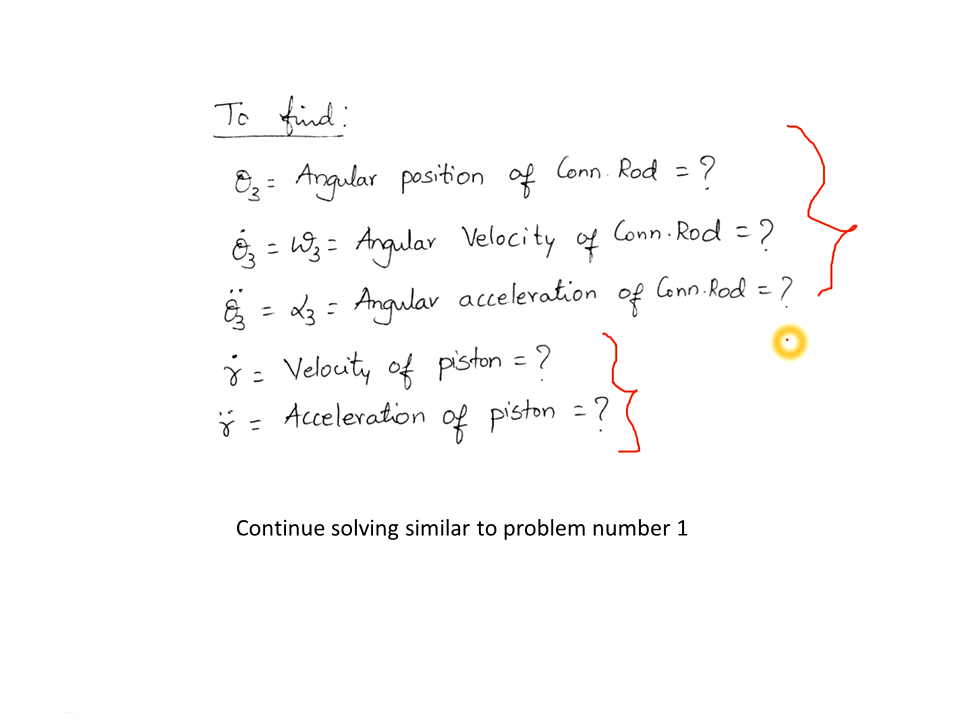 To find:
θ₃ = Angular position of Conn. Rod = ?
θ̇₃ = ω₃ = Angular Velocity of Conn. Rod = ?
θ̈₃ = α₃ = Angular acceleration of Conn. Rod = ?
ṙ = Velocity of piston = ?
r̈ = Acceleration of piston = ?
Continue solving similar to problem number 1